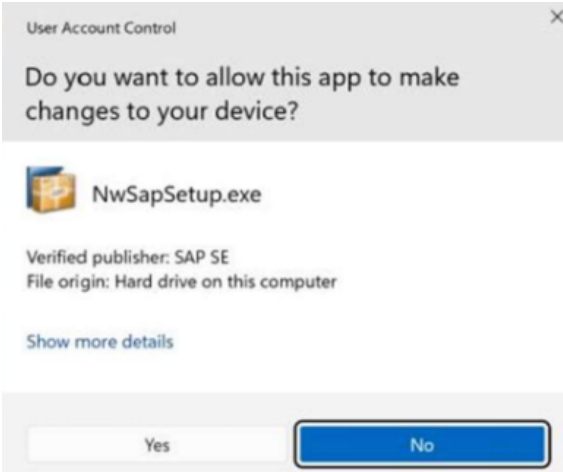 User Account Control
Do you want to allow this app to make
changes to your device?
NwSapSetup.exe
Verified publisher: SAP SE
File origin: Hard drive on this computer
Show more details
Yes
No